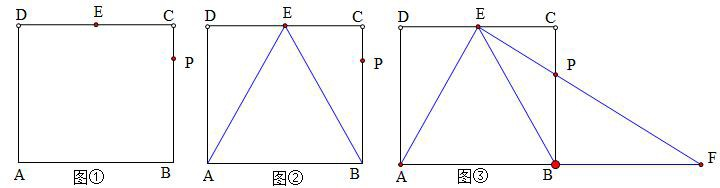 D E C D E C D E C
P P P
A B A B A B F
图① 图② 图③